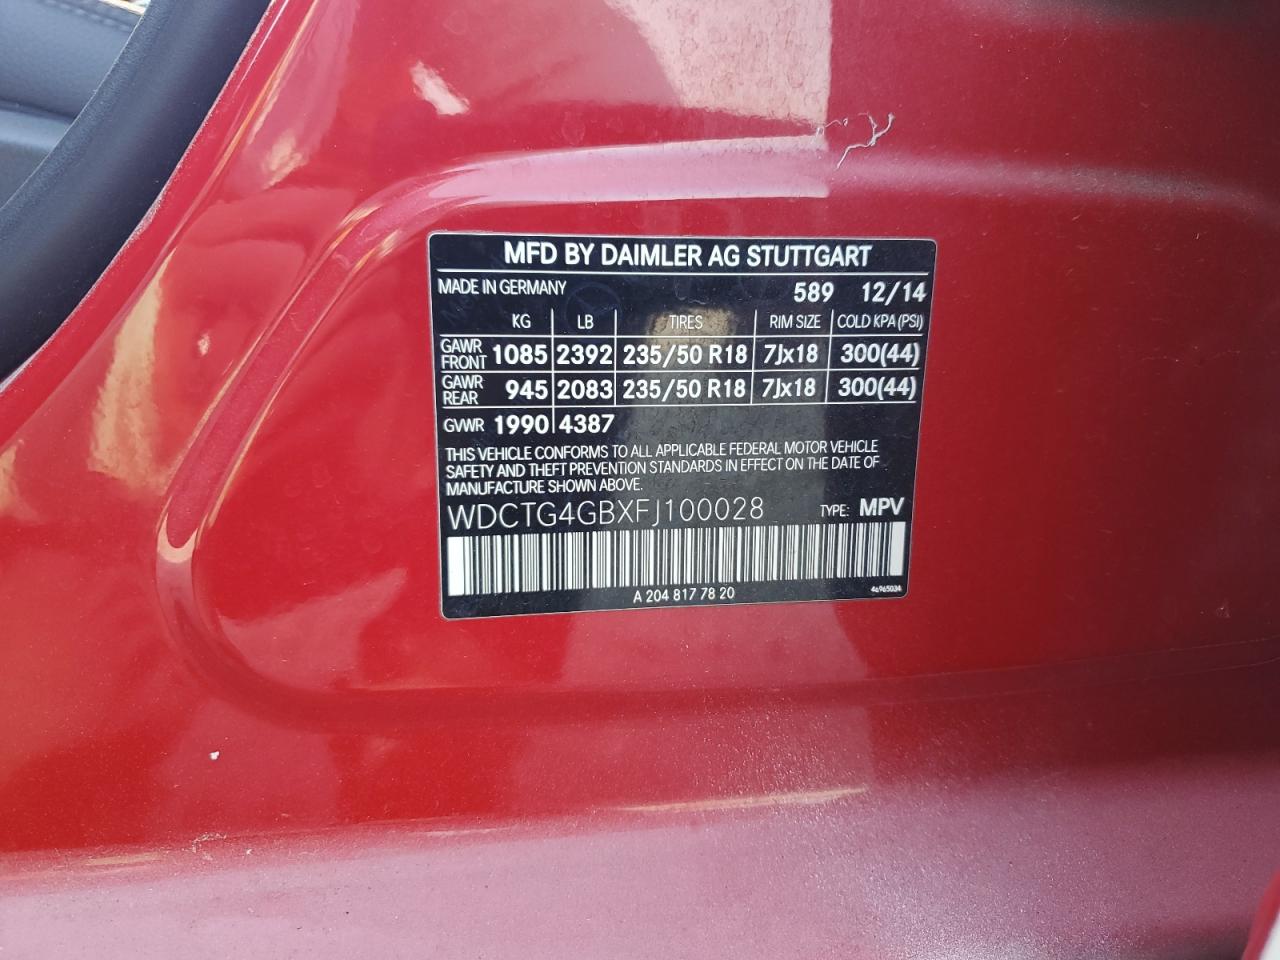 MFD BY DAIMLER AG STUTTGART
MADE IN GERMANY 589 12/14
KG LB TIRES RIM SIZE COLD KPA (PSI)
GAWR FRONT 1085 2392 235/50 R18 7Jx18 300(44)
GAWR REAR 945 2083 235/50 R18 7Jx18 300(44)
GVWR 1990 4387
THIS VEHICLE CONFORMS TO ALL APPLICABLE FEDERAL MOTOR VEHICLE
SAFETY AND THEFT PREVENTION STANDARDS IN EFFECT ON THE DATE OF
MANUFACTURE SHOWN ABOVE.
WDCTG4GBXFJ100028 TYPE: MPV
A 204 817 78 20 46965034